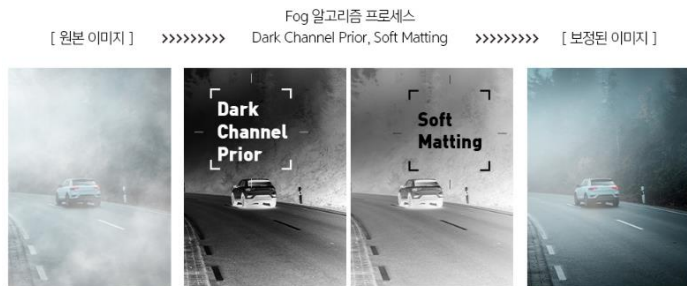 Fog 알고리즘 프로세스
[ 원본 이미지 ] >>>>>>>>> Dark Channel Prior, Soft Matting >>>>>>>>> [ 보정된 이미지 ]
Dark
Channel
Prior
Soft
Matting